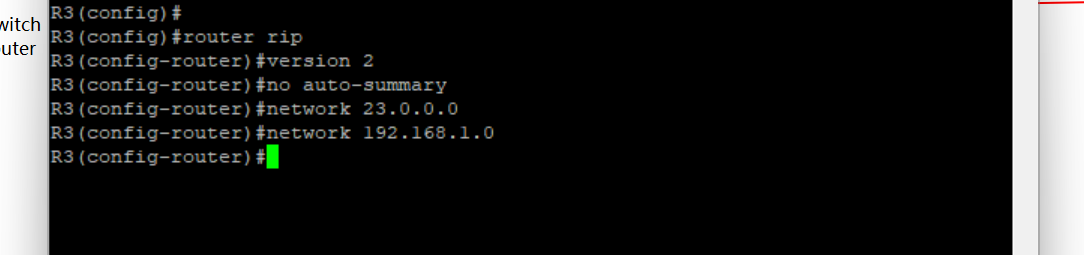 witch
uter
R3(config)#
R3(config)#router rip
R3(config-router)#version 2
R3(config-router)#no auto-summary
R3(config-router)#network 23.0.0.0
R3(config-router)#network 192.168.1.0
R3(config-router)#